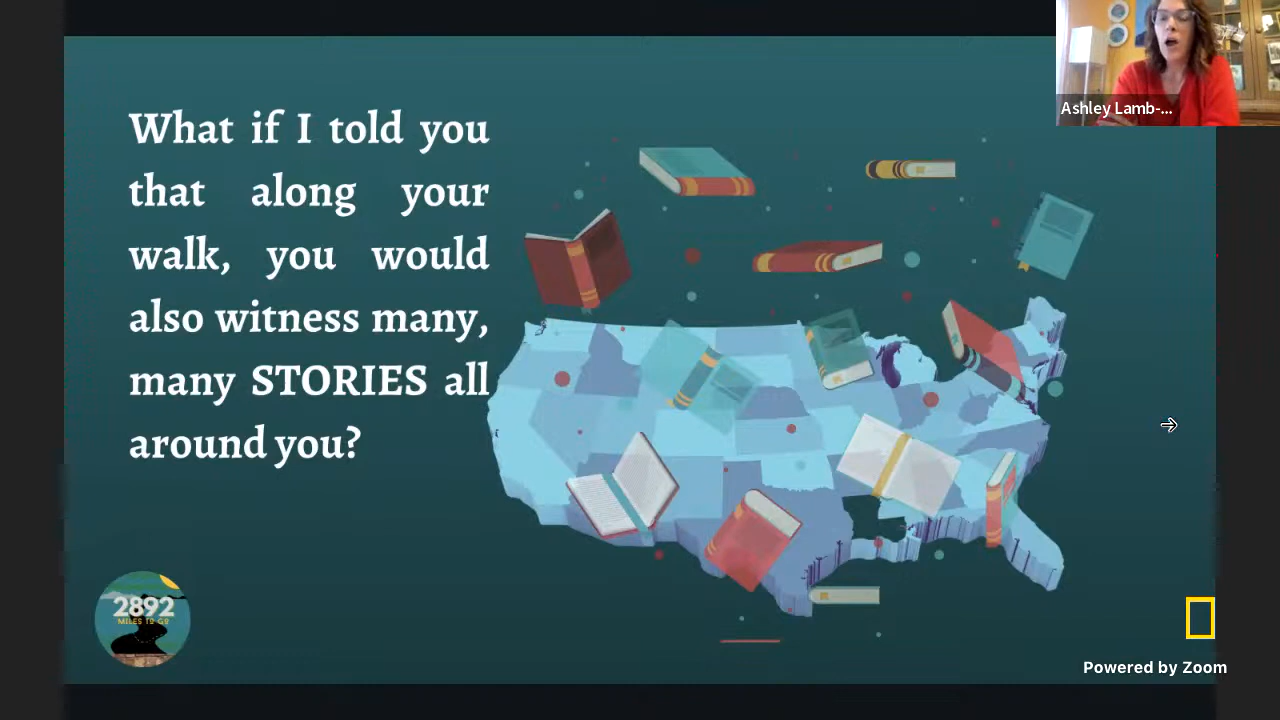 Ashley Lamb-...
What if I told you
that along your
walk, you would
also witness many,
many STORIES all
around you?
2892
MILES TO GO
Powered by Zoom